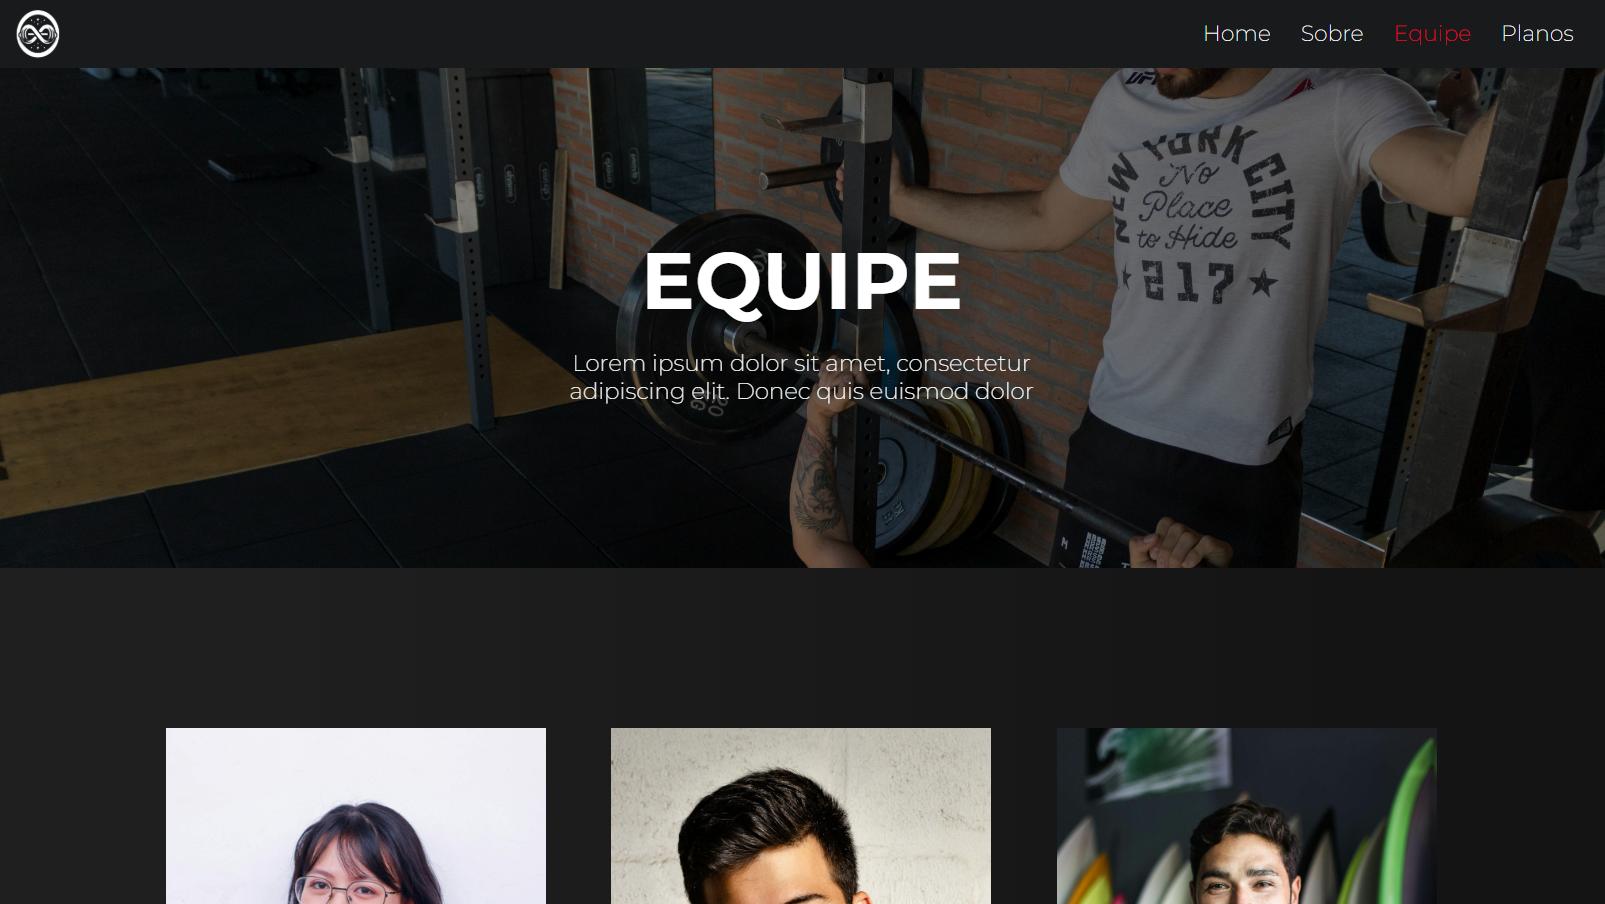 Home Sobre Equipe Planos
UFC
NEW YORK CITY
No
Place
to Hide
217
EQUIPE
Lorem ipsum dolor sit amet, consectetur
adipiscing elit. Donec quis euismod dolor